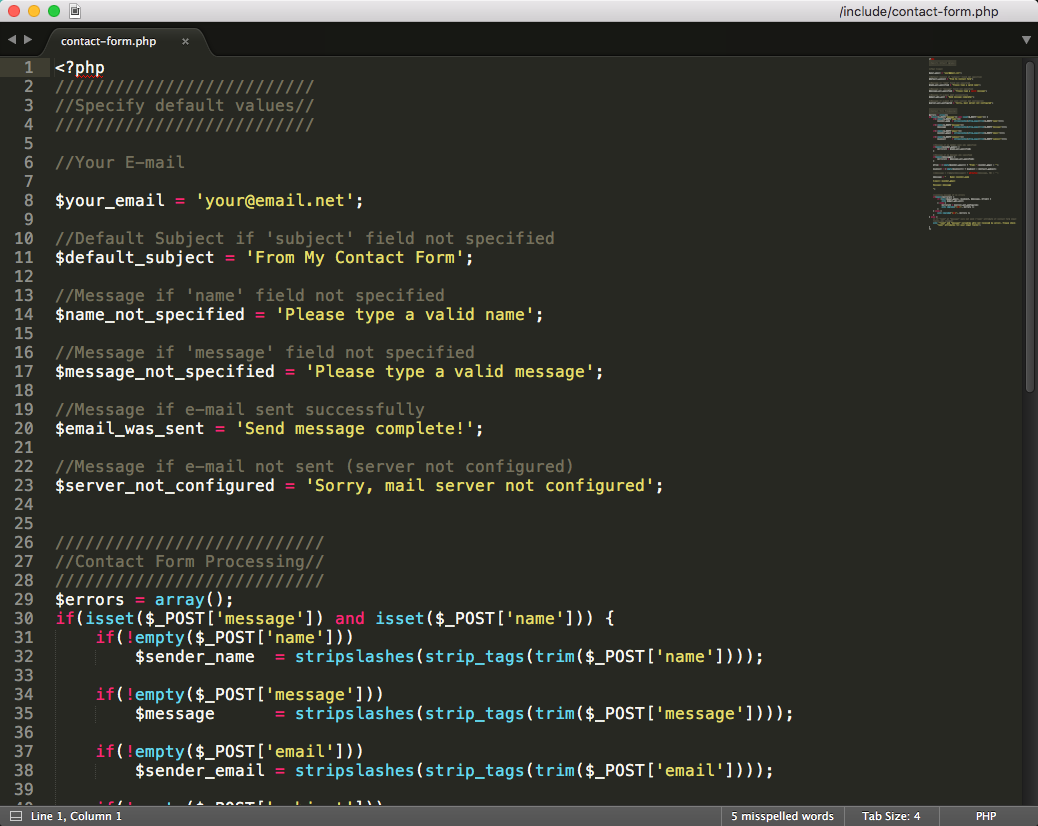 /include/contact-form.php
contact-form.php ×
1 <?php
2 //////////////////////////
3 //Specify default values//
4 //////////////////////////
5
6 //Your E-mail
7
8 $your_email = 'your@email.net';
9
10 //Default Subject if 'subject' field not specified
11 $default_subject = 'From My Contact Form';
12
13 //Message if 'name' field not specified
14 $name_not_specified = 'Please type a valid name';
15
16 //Message if 'message' field not specified
17 $message_not_specified = 'Please type a valid message';
18
19 //Message if e-mail sent successfully
20 $email_was_sent = 'Send message complete!';
21
22 //Message if e-mail not sent (server not configured)
23 $server_not_configured = 'Sorry, mail server not configured';
24
25
26 ///////////////////////////
27 //Contact Form Processing//
28 ///////////////////////////
29 $errors = array();
30 if(isset($_POST['message']) and isset($_POST['name'])) {
31 if(!empty($_POST['name']))
32 $sender_name  = stripslashes(strip_tags(trim($_POST['name'])));
33
34 if(!empty($_POST['message']))
35 $message      = stripslashes(strip_tags(trim($_POST['message'])));
36
37 if(!empty($_POST['email']))
38 $sender_email = stripslashes(strip_tags(trim($_POST['email'])));
39
Line 1, Column 1
5 misspelled words
Tab Size: 4
PHP